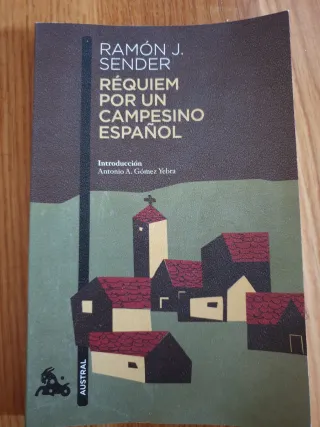 RAMÓN J.
SENDER
RÉQUIEM
POR UN
CAMPESINO
ESPAÑOL
Introducción
Antonio A. Gómez Yebra
AUSTRAL